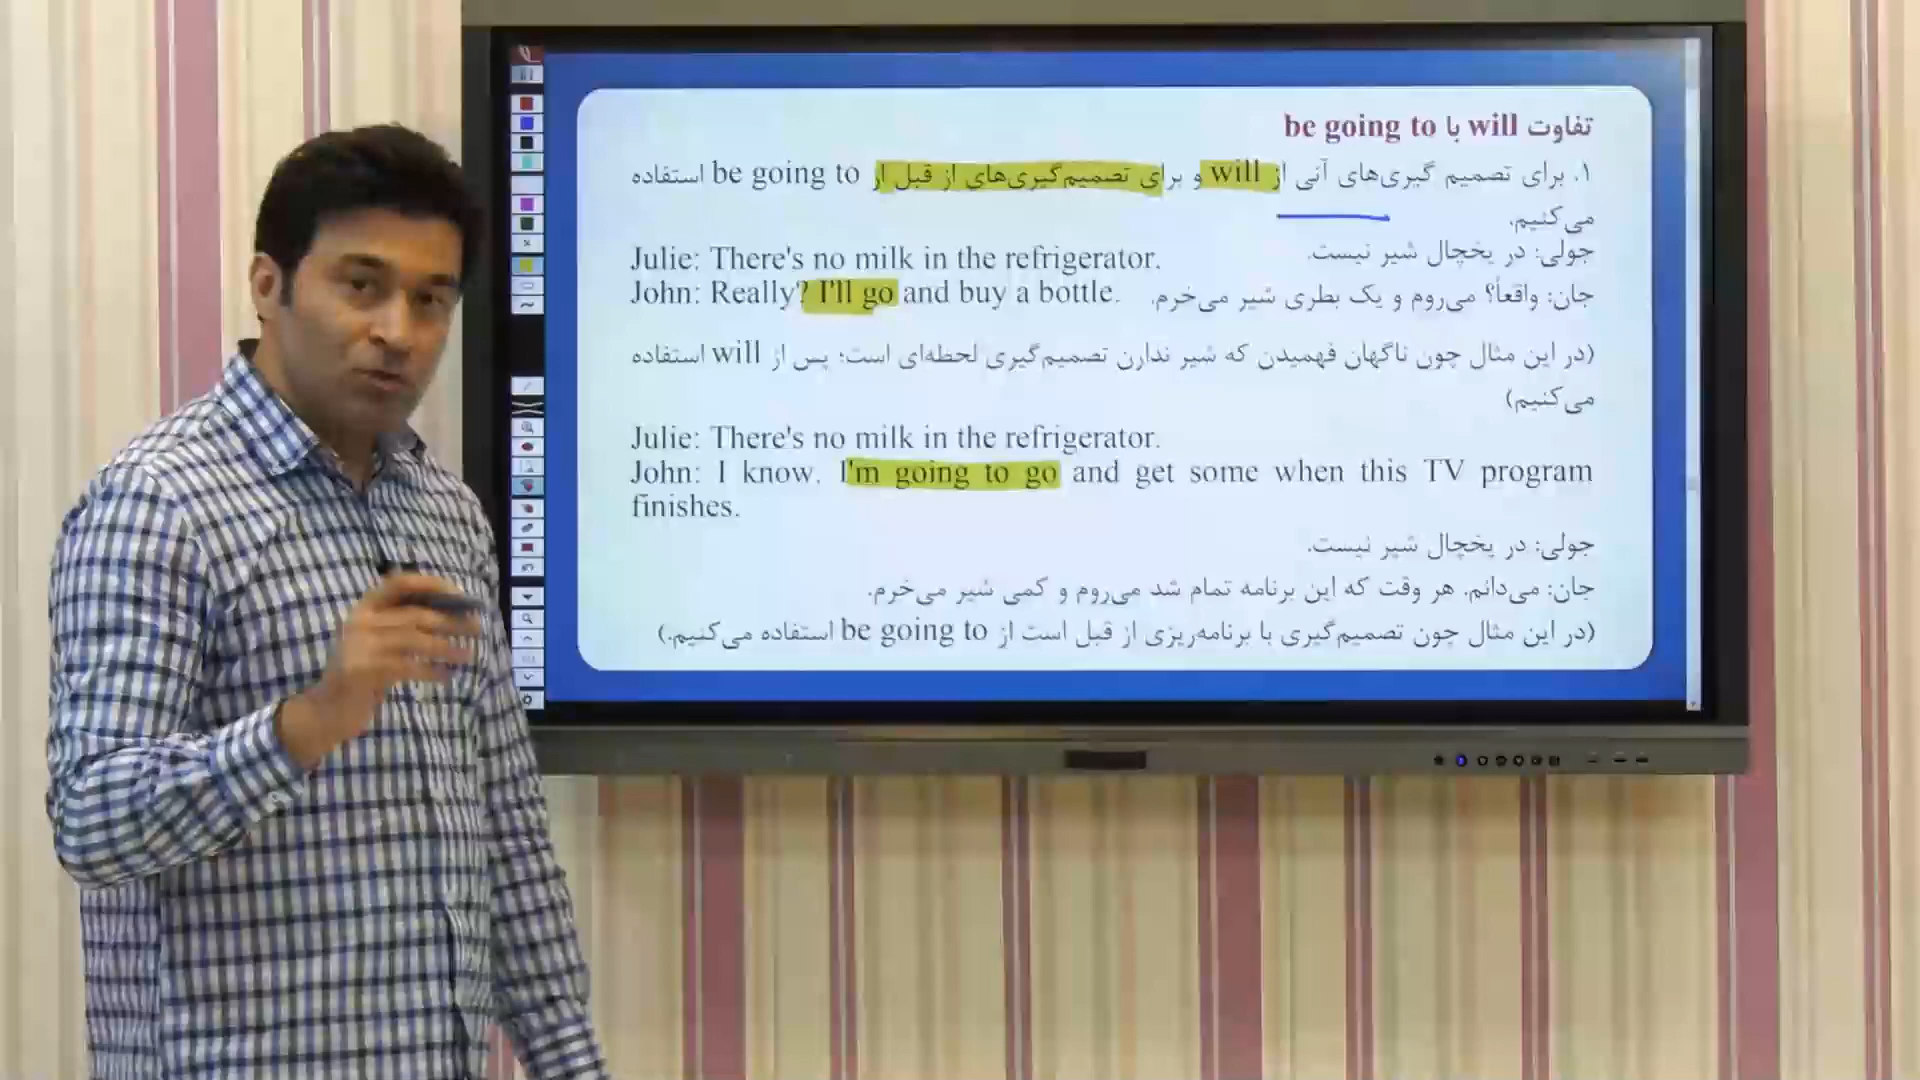 تفاوت will با be going to
۱. برای تصمیم گیری‌های آنی از will و برای تصمیم‌گیری‌های از قبل از be going to استفاده
می‌کنیم.
Julie: There's no milk in the refrigerator. جولی: در یخچال شیر نیست.
John: Really? I'll go and buy a bottle. جان: واقعاً؟ می‌روم و یک بطری شیر می‌خرم.
(در این مثال چون ناگهان فهمیدن که شیر ندارن تصمیم‌گیری لحظه‌ای است؛ پس از will استفاده
می‌کنیم)
Julie: There's no milk in the refrigerator.
John: I know. I'm going to go and get some when this TV program
finishes.
جولی: در یخچال شیر نیست.
جان: می‌دانم. هر وقت که این برنامه تمام شد می‌روم و کمی شیر می‌خرم.
(در این مثال چون تصمیم‌گیری با برنامه‌ریزی از قبل است از be going to استفاده می‌کنیم.)